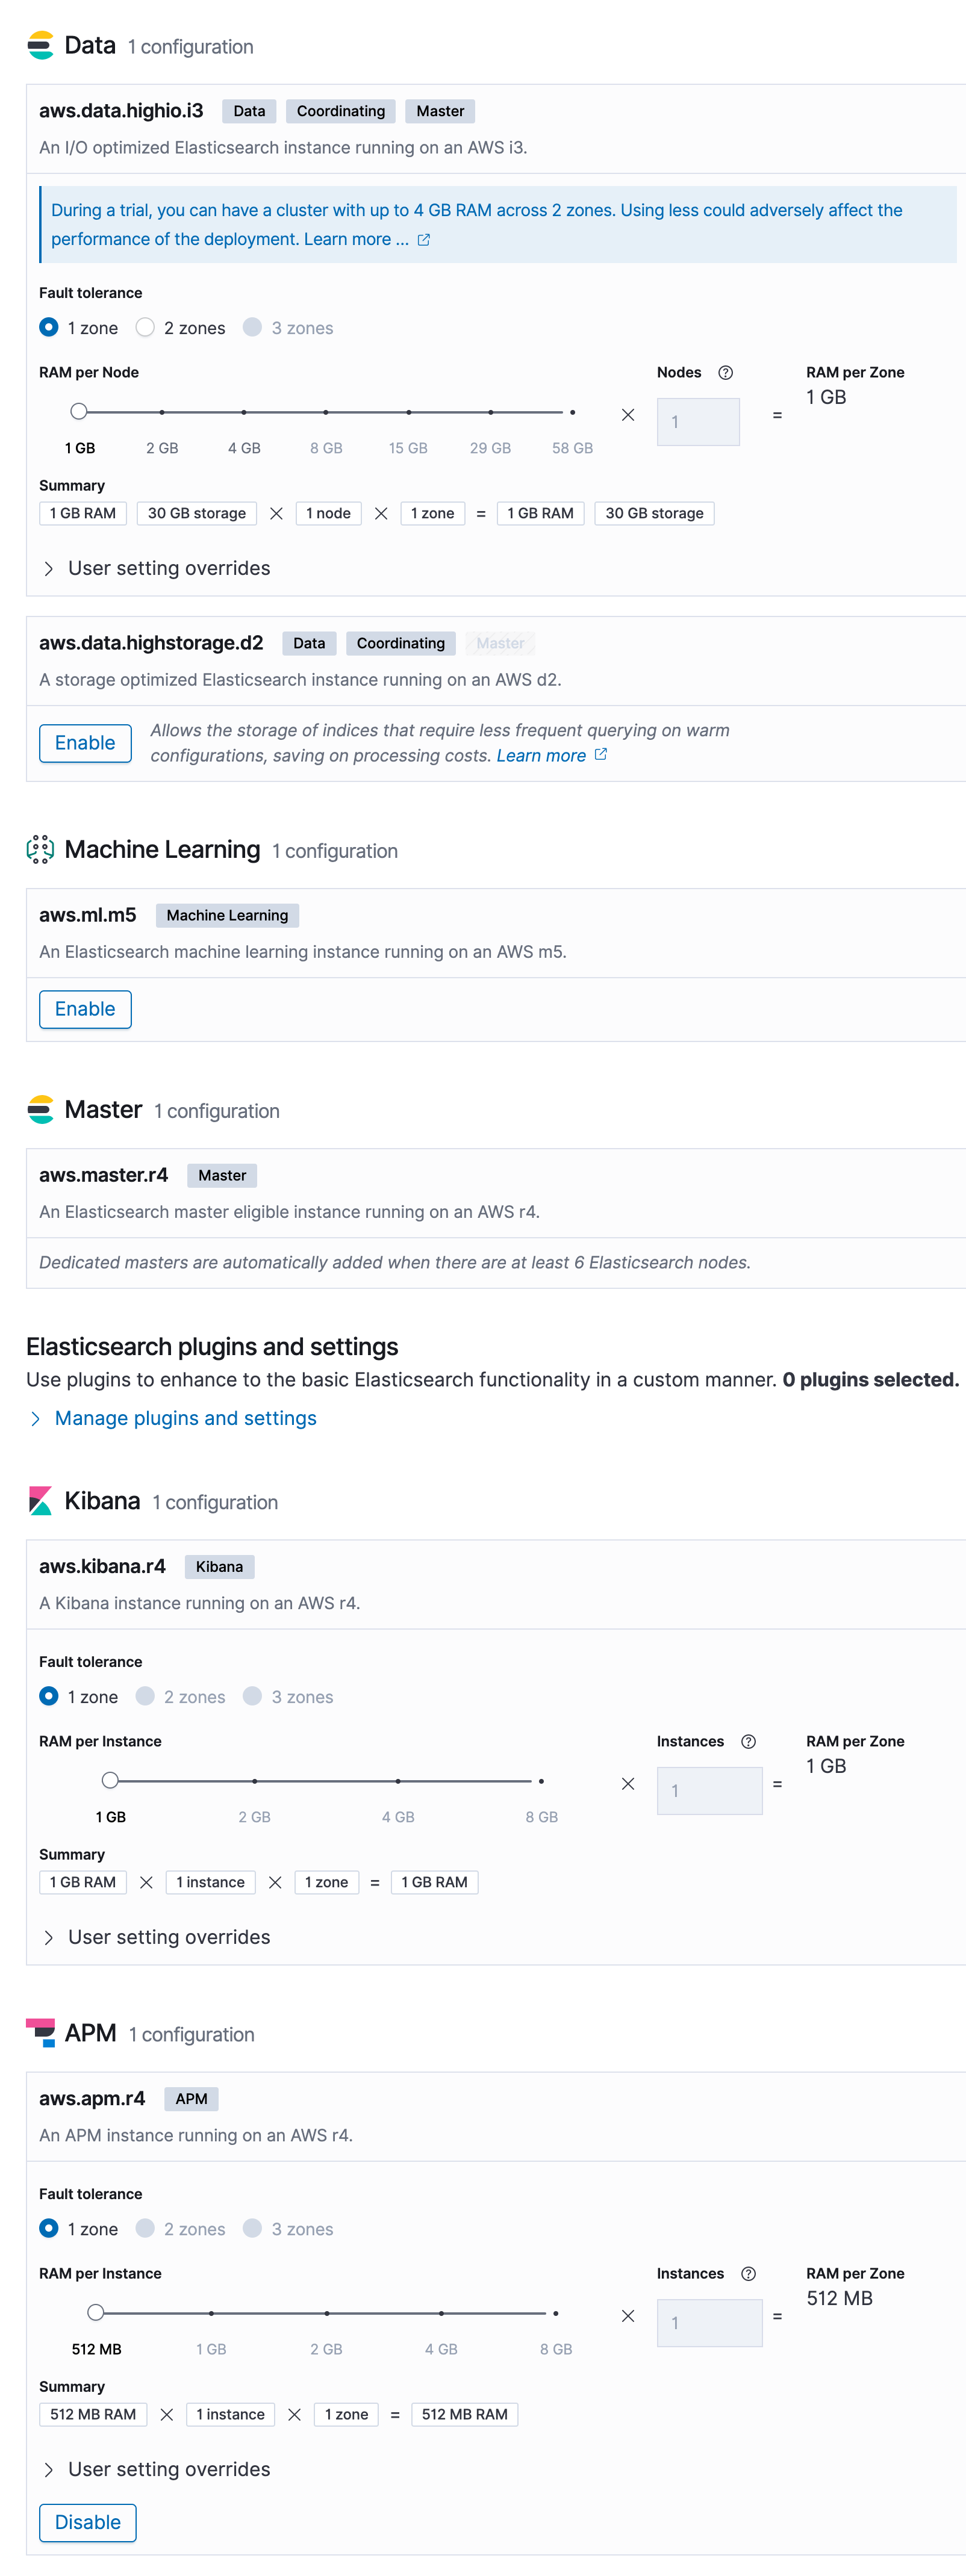 Data 1 configuration
aws.data.highio.i3 Data Coordinating Master
An I/O optimized Elasticsearch instance running on an AWS i3.
During a trial, you can have a cluster with up to 4 GB RAM across 2 zones. Using less could adversely affect the
performance of the deployment. Learn more ...
Fault tolerance
1 zone 2 zones 3 zones
RAM per Node Nodes RAM per Zone
1 GB
× 1 =
1 GB 2 GB 4 GB 8 GB 15 GB 29 GB 58 GB
Summary
1 GB RAM 30 GB storage × 1 node × 1 zone = 1 GB RAM 30 GB storage
User setting overrides
aws.data.highstorage.d2 Data Coordinating Master
A storage optimized Elasticsearch instance running on an AWS d2.
Enable
Allows the storage of indices that require less frequent querying on warm
configurations, saving on processing costs. Learn more
Machine Learning 1 configuration
aws.ml.m5 Machine Learning
An Elasticsearch machine learning instance running on an AWS m5.
Enable
Master 1 configuration
aws.master.r4 Master
An Elasticsearch master eligible instance running on an AWS r4.
Dedicated masters are automatically added when there are at least 6 Elasticsearch nodes.
Elasticsearch plugins and settings
Use plugins to enhance to the basic Elasticsearch functionality in a custom manner. 0 plugins selected.
Manage plugins and settings
Kibana 1 configuration
aws.kibana.r4 Kibana
A Kibana instance running on an AWS r4.
Fault tolerance
1 zone 2 zones 3 zones
RAM per Instance Instances RAM per Zone
1 GB
× 1 =
1 GB 2 GB 4 GB 8 GB
Summary
1 GB RAM × 1 instance × 1 zone = 1 GB RAM
User setting overrides
APM 1 configuration
aws.apm.r4 APM
An APM instance running on an AWS r4.
Fault tolerance
1 zone 2 zones 3 zones
RAM per Instance Instances RAM per Zone
512 MB
× 1 =
512 MB 1 GB 2 GB 4 GB 8 GB
Summary
512 MB RAM × 1 instance × 1 zone = 512 MB RAM
User setting overrides
Disable